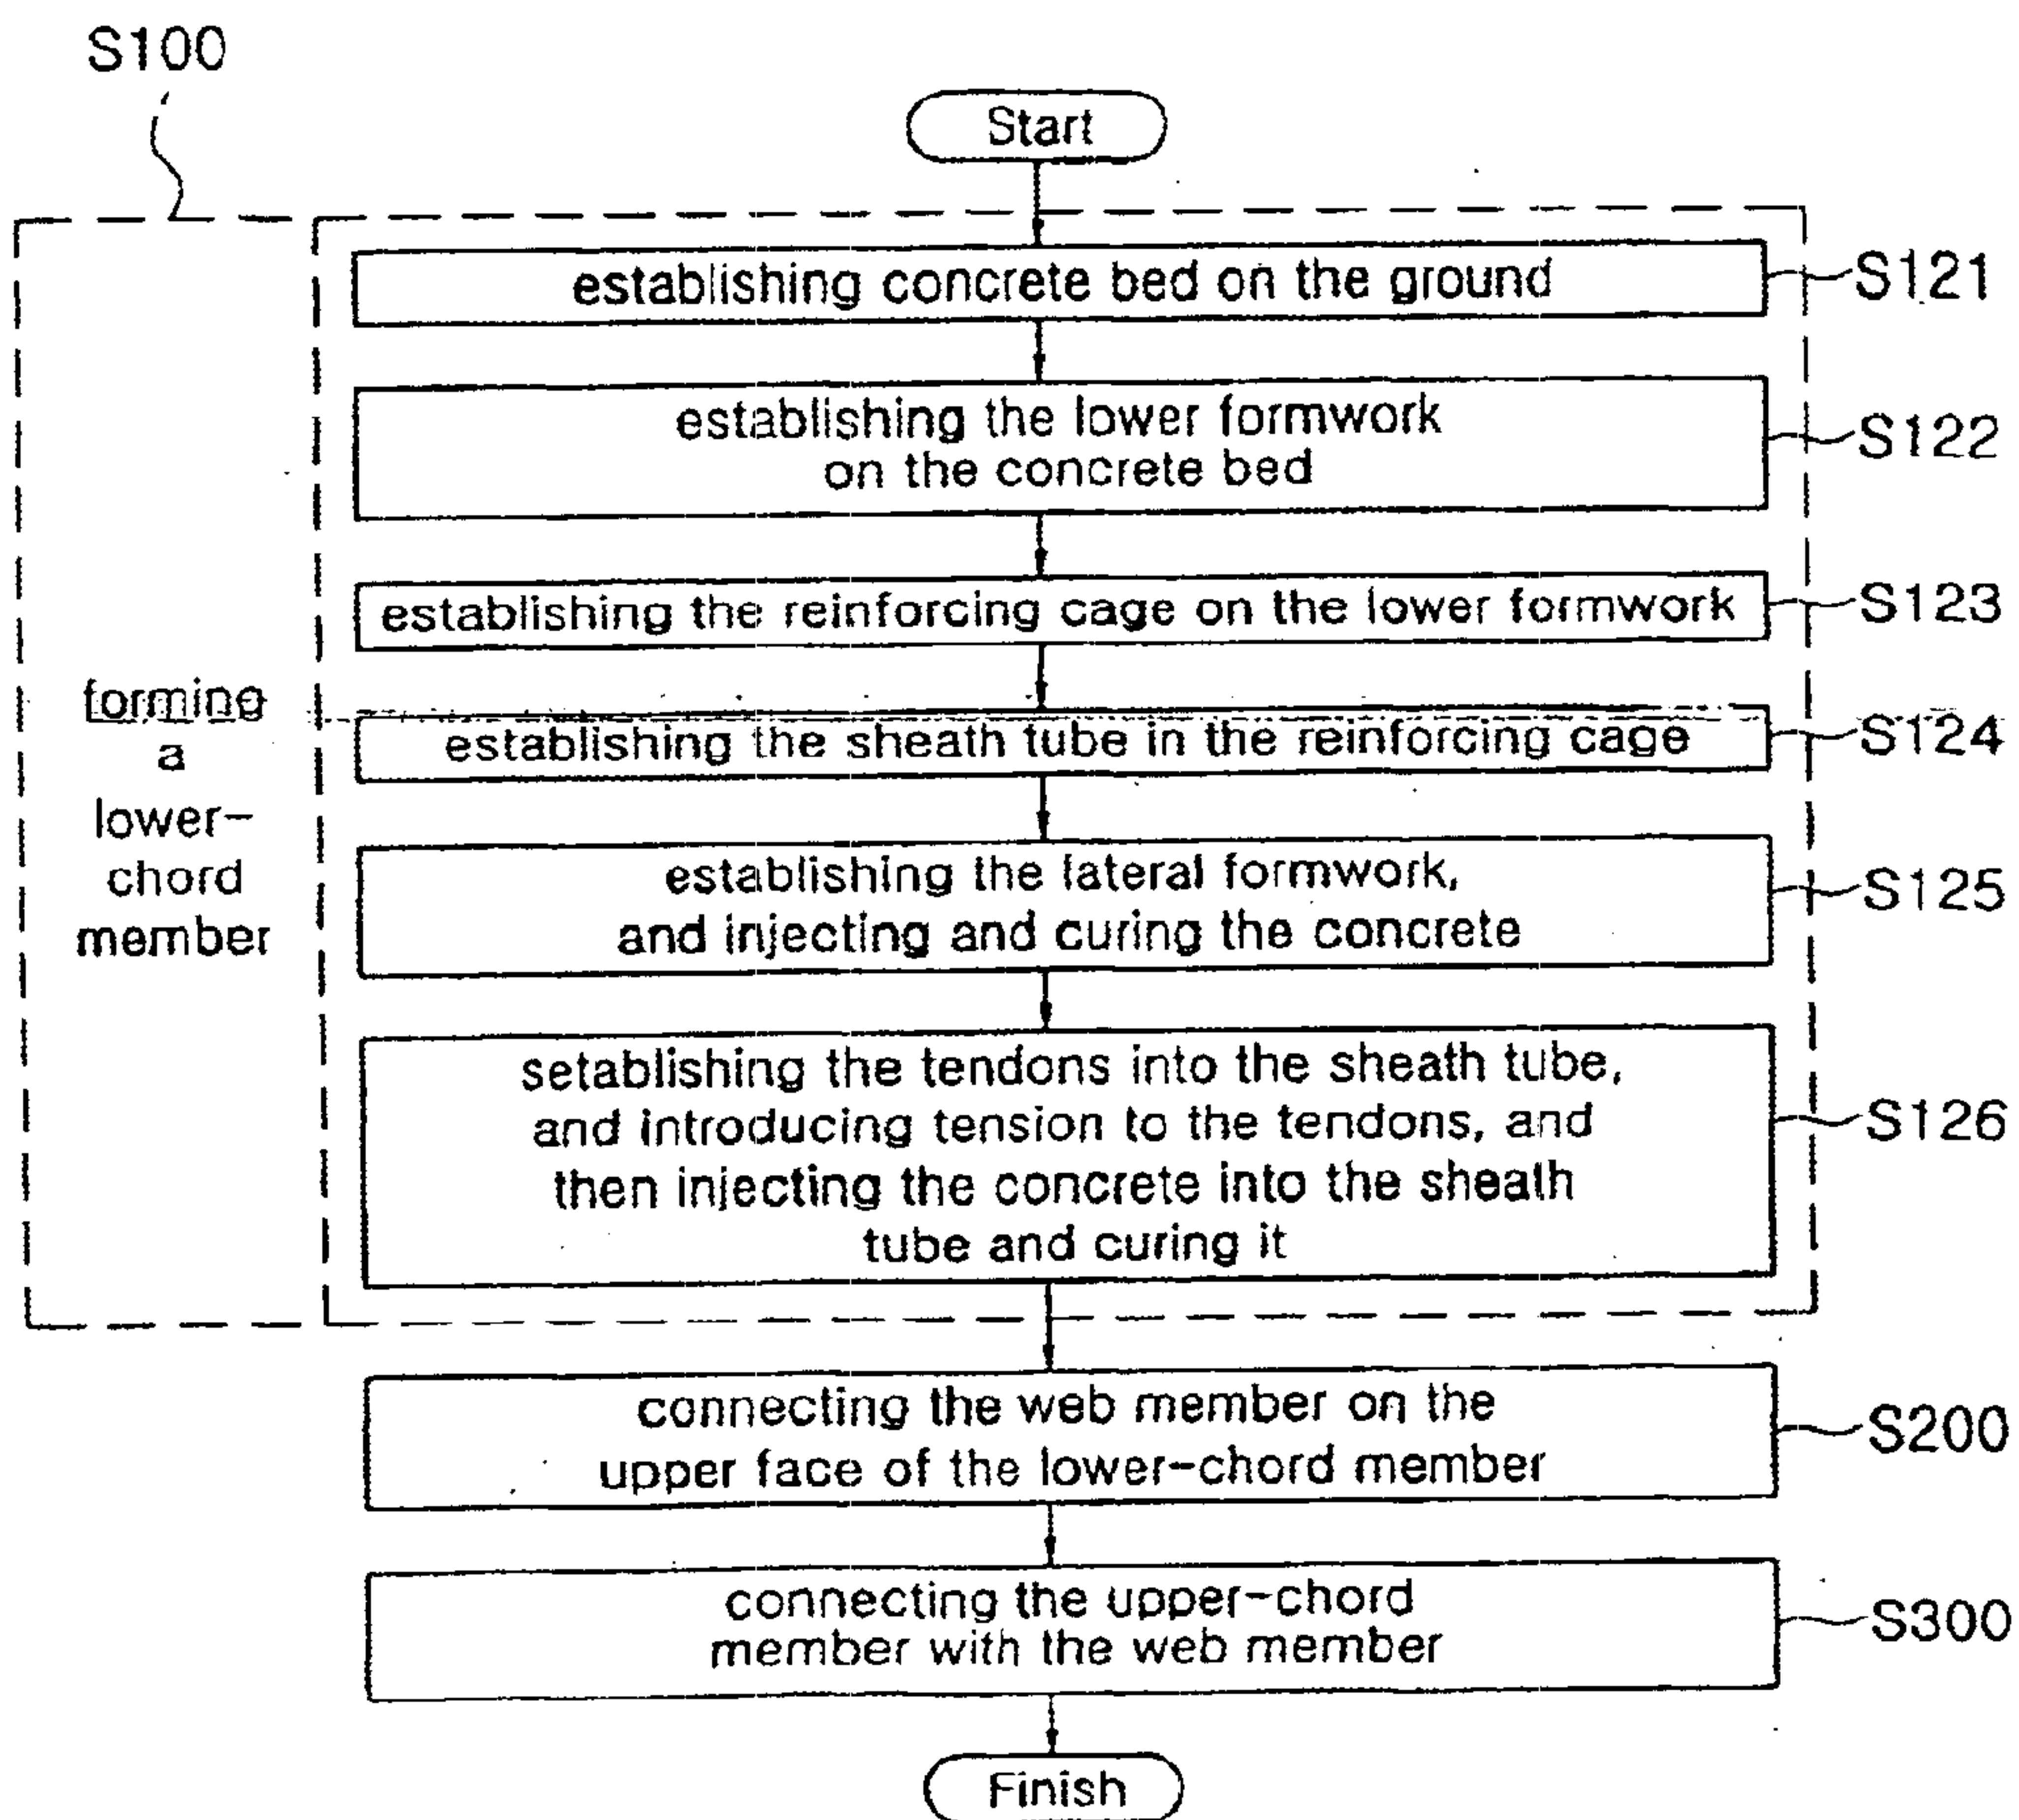 S100
Start
establishing concrete bed on the ground
S121
establishing the lower formwork
on the concrete bed
S122
establishing the reinforcing cage on the lower formwork
S123
forming
a
lower-
chord
member
establishing the sheath tube in the reinforcing cage
S124
establishing the lateral formwork,
and injecting and curing the concrete
S125
setablishing the tendons into the sheath tube,
and introducing tension to the tendons, and
then injecting the concrete into the sheath
tube and curing it
S126
connecting the web member on the
upper face of the lower-chord member
S200
connecting the upper-chord
member with the web member
S300
Finish